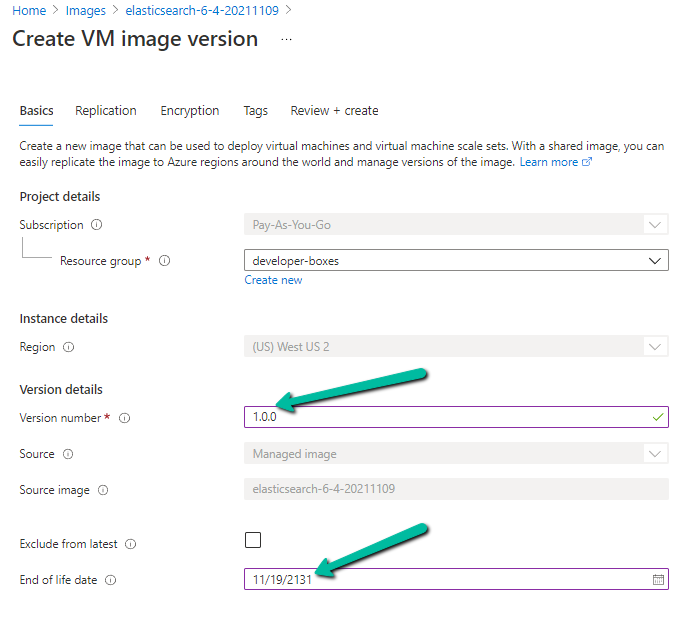 Home > Images > elasticsearch-6-4-20211109 >
Create VM image version ...
Basics Replication Encryption Tags Review + create
Create a new image that can be used to deploy virtual machines and virtual machine scale sets. With a shared image, you can
easily replicate the image to Azure regions around the world and manage versions of the image. Learn more
Project details
Subscription Pay-As-You-Go
Resource group * developer-boxes
Create new
Instance details
Region (US) West US 2
Version details
Version number * 1.0.0
Source Managed image
Source image elasticsearch-6-4-20211109
Exclude from latest
End of life date 11/19/2131